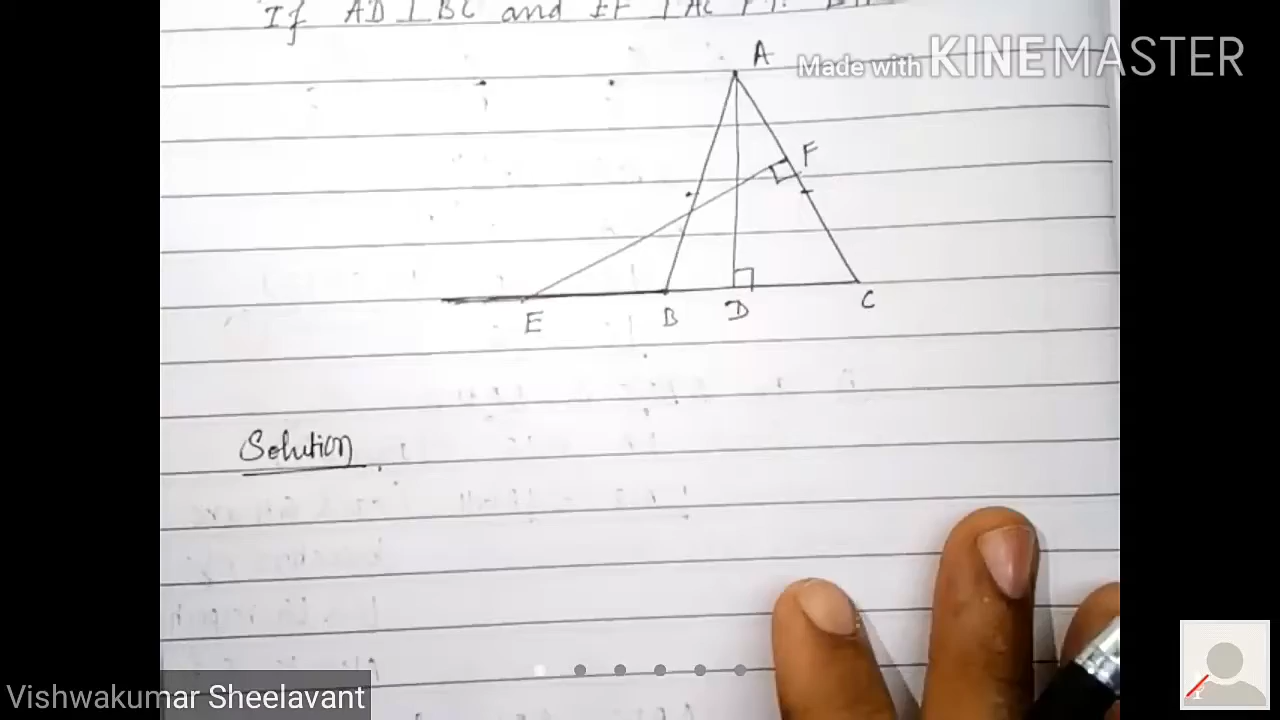 If AD ⊥ BC and EF ⊥ AC
A
Made with KINEMASTER
F
E
B
D
C
Solution
Vishwakumar Sheelavant